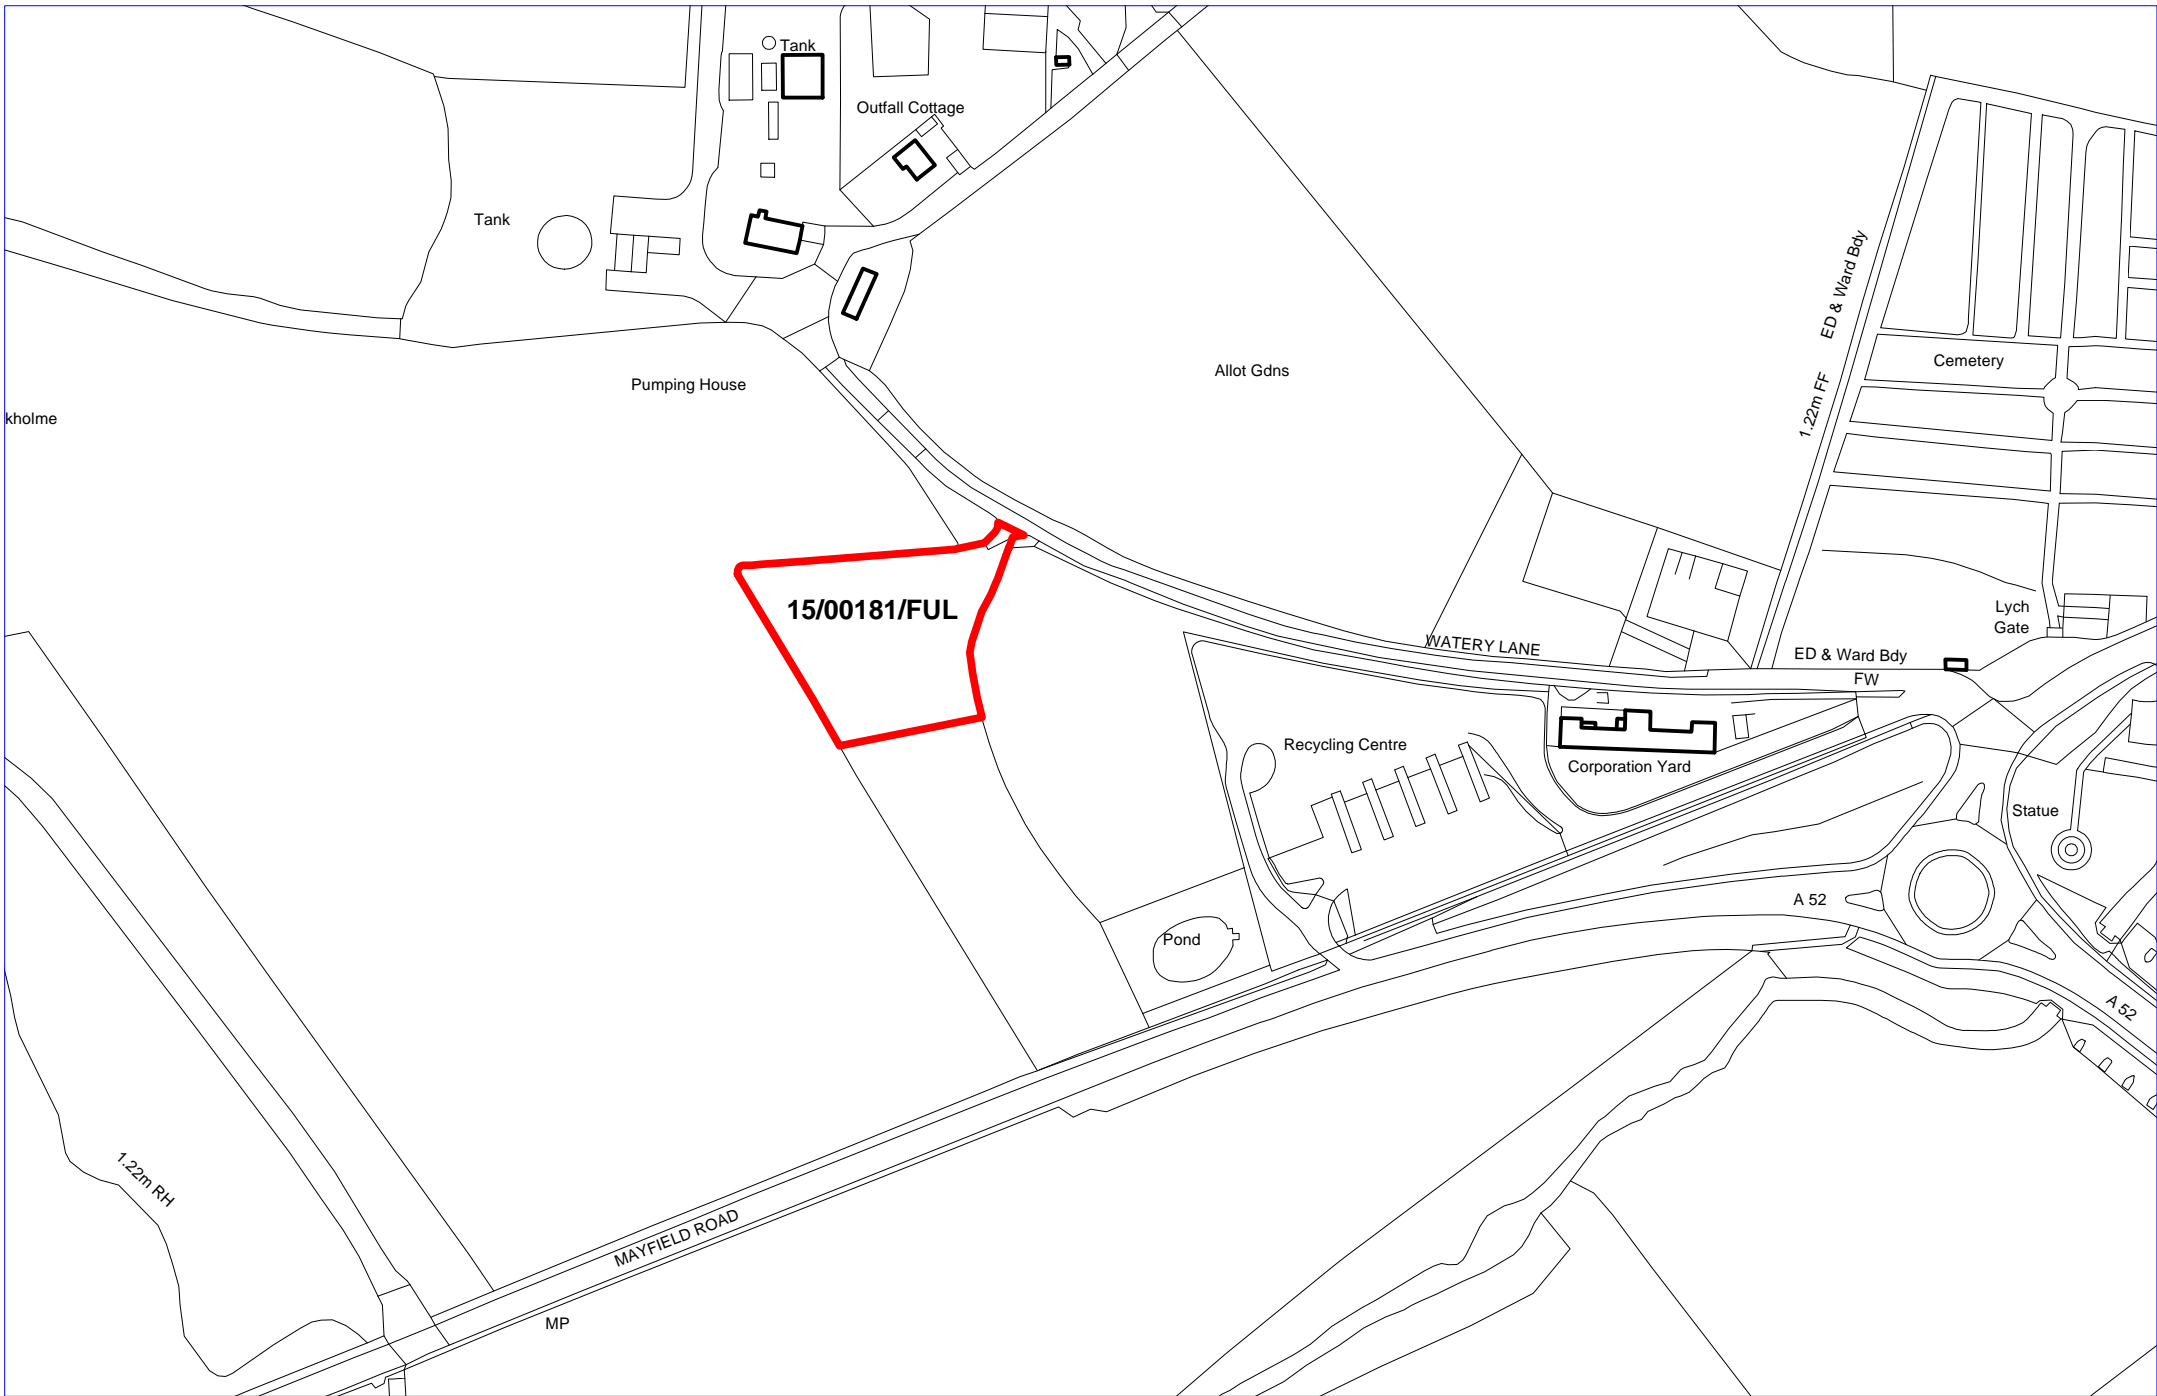 Tank
Outfall Cottage
Tank
ED & Ward Bdy
Cemetery
Pumping House
Allot Gdns
1.22m FF
kholme
15/00181/FUL
Lych
Gate
WATERY LANE
ED & Ward Bdy
FW
Recycling Centre
Corporation Yard
Statue
A 52
Pond
A 52
1.22m RH
MAYFIELD ROAD
MP